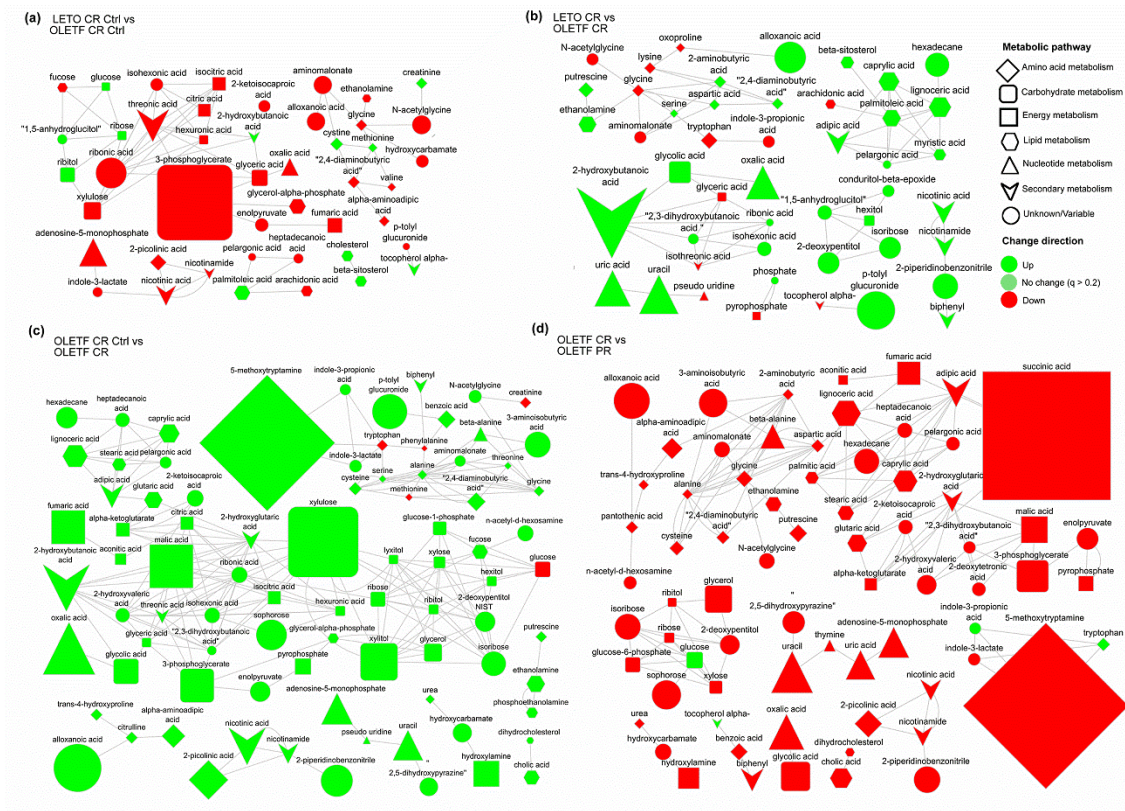 (a)
LETO CR Ctrl vs
OLETF CR Ctrl
fucose
glucose
isohexonic acid
isocitric acid
2-ketoisocaproic
acid
aminomalonate
creatinine
threonic acid
citric acid
ethanolamine
2-hydroxybutanoic
acid
alloxanoic acid
glycine
N-acetylglycine
"1,5-anhydroglucitol"
ribose
hexuronic acid
cystine
methionine
hydroxycarbamate
ribonic acid
3-phosphoglycerate
oxalic acid
"2,4-diaminobutyric
acid"
ribitol
glyceric acid
valine
xylulose
glycerol-alpha-phosphate
alpha-aminoadipic
acid
enolpyruvate
fumaric acid
adenosine-5-monophosphate
p-tolyl
glucuronide
2-picolinic acid
pelargonic acid
heptadecanoic
acid
cholesterol
nicotinamide
tocopherol alpha-
beta-sitosterol
indole-3-lactate
nicotinic acid
palmitoleic acid
arachidonic acid
(b)
LETO CR vs
OLETF CR
N-acetylglycine
oxoproline
alloxanoic acid
lysine
2-aminobutyric
acid
beta-sitosterol
hexadecane
putrescine
glycine
caprylic acid
"2,4-diaminobutyric
acid"
aspartic acid
arachidonic acid
lignoceric acid
ethanolamine
serine
palmitoleic acid
aminomalonate
tryptophan
indole-3-propionic
acid
adipic acid
myristic acid
glycolic acid
oxalic acid
pelargonic acid
2-hydroxybutanoic
acid
conduritol-beta-epoxide
glyceric acid
"1,5-anhydroglucitol"
nicotinic acid
"2,3-dihydroxybutanoic
acid "
ribonic acid
hexitol
isohexonic acid
isoribose
nicotinamide
2-deoxypentitol
isothreonic acid
uric acid
uracil
phosphate
p-tolyl
glucuronide
2-piperidinobenzonitrile
pseudo uridine
pyrophosphate
tocopherol alpha-
biphenyl
Metabolic pathway
Amino acid metabolism
Carbohydrate metabolism
Energy metabolism
Lipid metabolism
Nucleotide metabolism
Secondary metabolism
Unknown/Variable
Change direction
Up
No change (q > 0.2)
Down
(c)
OLETF CR Ctrl vs
OLETF CR
5-methoxytryptamine
indole-3-propionic
acid
p-tolyl
glucuronide
biphenyl
N-acetylglycine
creatinine
hexadecane
heptadecanoic
acid
caprylic acid
benzoic acid
3-aminoisobutyric
acid
lignoceric acid
beta-alanine
stearic acid
pelargonic acid
tryptophan
phenylalanine
indole-3-lactate
aminomalonate
threonine
alanine
adipic acid
2-ketoisocaproic
acid
serine
cysteine
"2,4-diaminobutyric
acid"
glycine
glutaric acid
methionine
fumaric acid
xylulose
alpha-ketoglutarate
citric acid
2-hydroxyglutaric
acid
glucose-1-phosphate
n-acetyl-d-hexosamine
aconitic acid
malic acid
fucose
2-hydroxybutanoic
acid
ribonic acid
lyxitol
xylose
glucose
hexitol
2-hydroxyvaleric
acid
isocitric acid
ribose
2-deoxypentitol
NIST
threonic acid
isohexonic acid
hexuronic acid
ribitol
oxalic acid
sophorose
putrescine
glyceric acid
"2,3-dihydroxybutanoic
acid"
glycerol-alpha-phosphate
xylitol
glycerol
glycolic acid
3-phosphoglycerate
pyrophosphate
isoribose
ethanolamine
enolpyruvate
adenosine-5-monophosphate
urea
phosphoethanolamine
trans-4-hydroxyproline
alpha-aminoadipic
acid
nicotinic acid
hydroxycarbamate
citrulline
uracil
dihydrocholesterol
alloxanoic acid
nicotinamide
pseudo uridine
"
2,5-dihydroxypyrazine"
hydroxylamine
2-picolinic acid
2-piperidinobenzonitrile
cholic acid
(d)
OLETF CR vs
OLETF PR
fumaric acid
adipic acid
succinic acid
alloxanoic acid
3-aminoisobutyric
acid
2-aminobutyric
acid
aconitic acid
lignoceric acid
heptadecanoic
acid
alpha-aminoadipic
acid
beta-alanine
aspartic acid
pelargonic acid
aminomalonate
hexadecane
trans-4-hydroxyproline
glycine
palmitic acid
caprylic acid
alanine
ethanolamine
2-hydroxyglutaric
acid
stearic acid
2-ketoisocaproic
acid
pantothenic acid
"2,4-diaminobutyric
acid"
putrescine
glutaric acid
"2,3-dihydroxybutanoic
acid"
malic acid
enolpyruvate
cysteine
N-acetylglycine
3-phosphoglycerate
n-acetyl-d-hexosamine
alpha-ketoglutarate
2-hydroxyvaleric
acid
2-deoxytetronic
acid
pyrophosphate
glycerol
ribitol
"
2,5-dihydroxypyrazine"
isoribose
indole-3-propionic
acid
5-methoxytryptamine
ribose
2-deoxypentitol
adenosine-5-monophosphate
tryptophan
thymine
glucose
glucose-6-phosphate
uracil
uric acid
indole-3-lactate
xylose
sophorose
nicotinic acid
2-picolinic
acid
urea
tocopherol alpha-
oxalic acid
nicotinamide
hydroxycarbamate
benzoic acid
dihydrocholesterol
hydroxylamine
biphenyl
glycolic acid
cholic acid
2-piperidinobenzonitrile